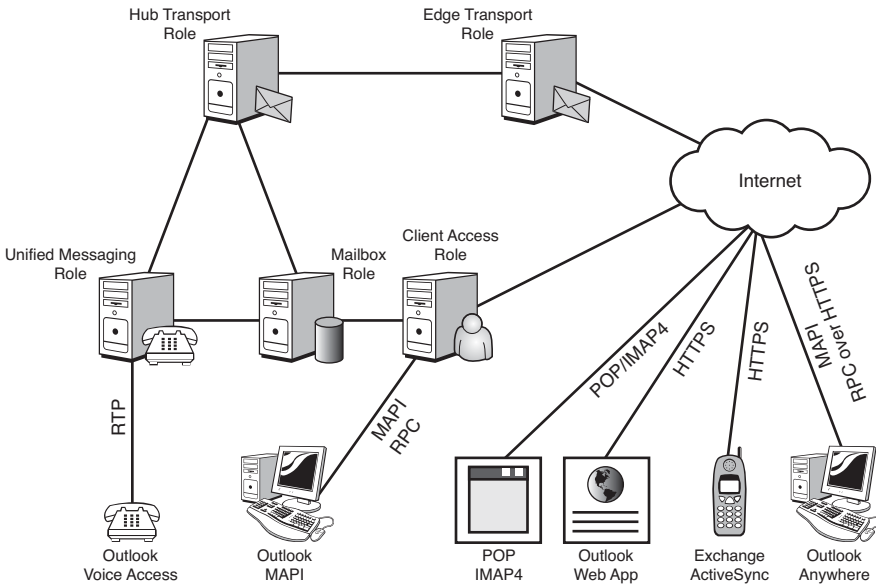 Hub Transport
Role
Edge Transport
Role
Internet
Unified Messaging
Role
Mailbox
Role
Client Access
Role
RTP
MAPI
RPC
POP/IMAP4
HTTPS
HTTPS
MAPI
RPC over HTTPS
Outlook
Voice Access
Outlook
MAPI
POP
IMAP4
Outlook
Web App
Exchange
ActiveSync
Outlook
Anywhere